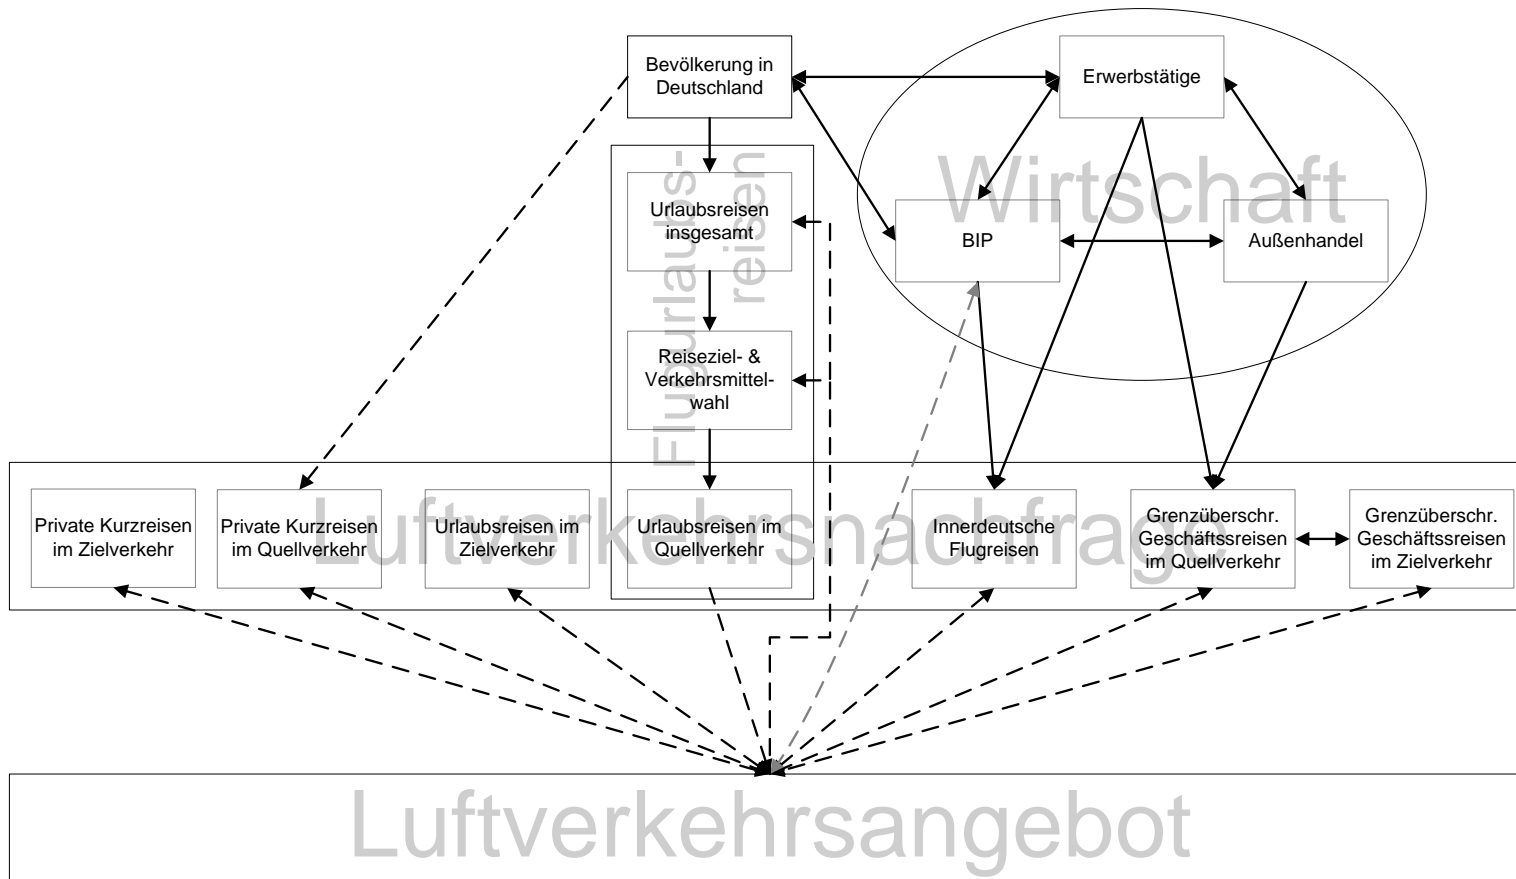 Bevölkerung in
Deutschland
Erwerbstätige
Wirtschaft
BIP
Außenhandel
Flugurlaubs-
reisen
Urlaubsreisen
insgesamt
Reiseziel- &
Verkehrsmittel-
wahl
Luftverkehrsnachfrage
Private Kurzreisen
im Zielverkehr
Private Kurzreisen
im Quellverkehr
Urlaubsreisen im
Zielverkehr
Urlaubsreisen im
Quellverkehr
Innerdeutsche
Flugreisen
Grenzüberschr.
Geschäftssreisen
im Quellverkehr
Grenzüberschr.
Geschäftssreisen
im Zielverkehr
Luftverkehrsangebot